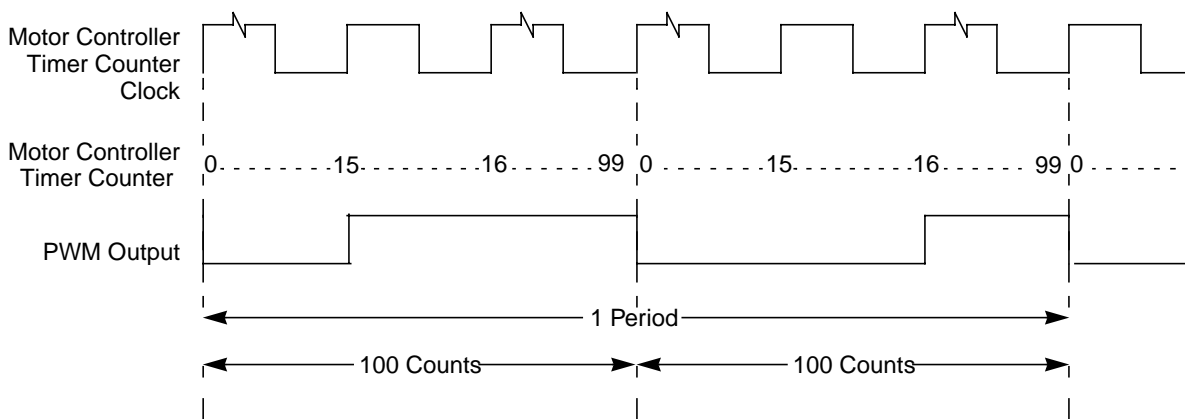 Motor Controller
Timer Counter
Clock
Motor Controller
Timer Counter
0 15 16 99 0 15 16 99 0
PWM Output
1 Period
100 Counts 100 Counts